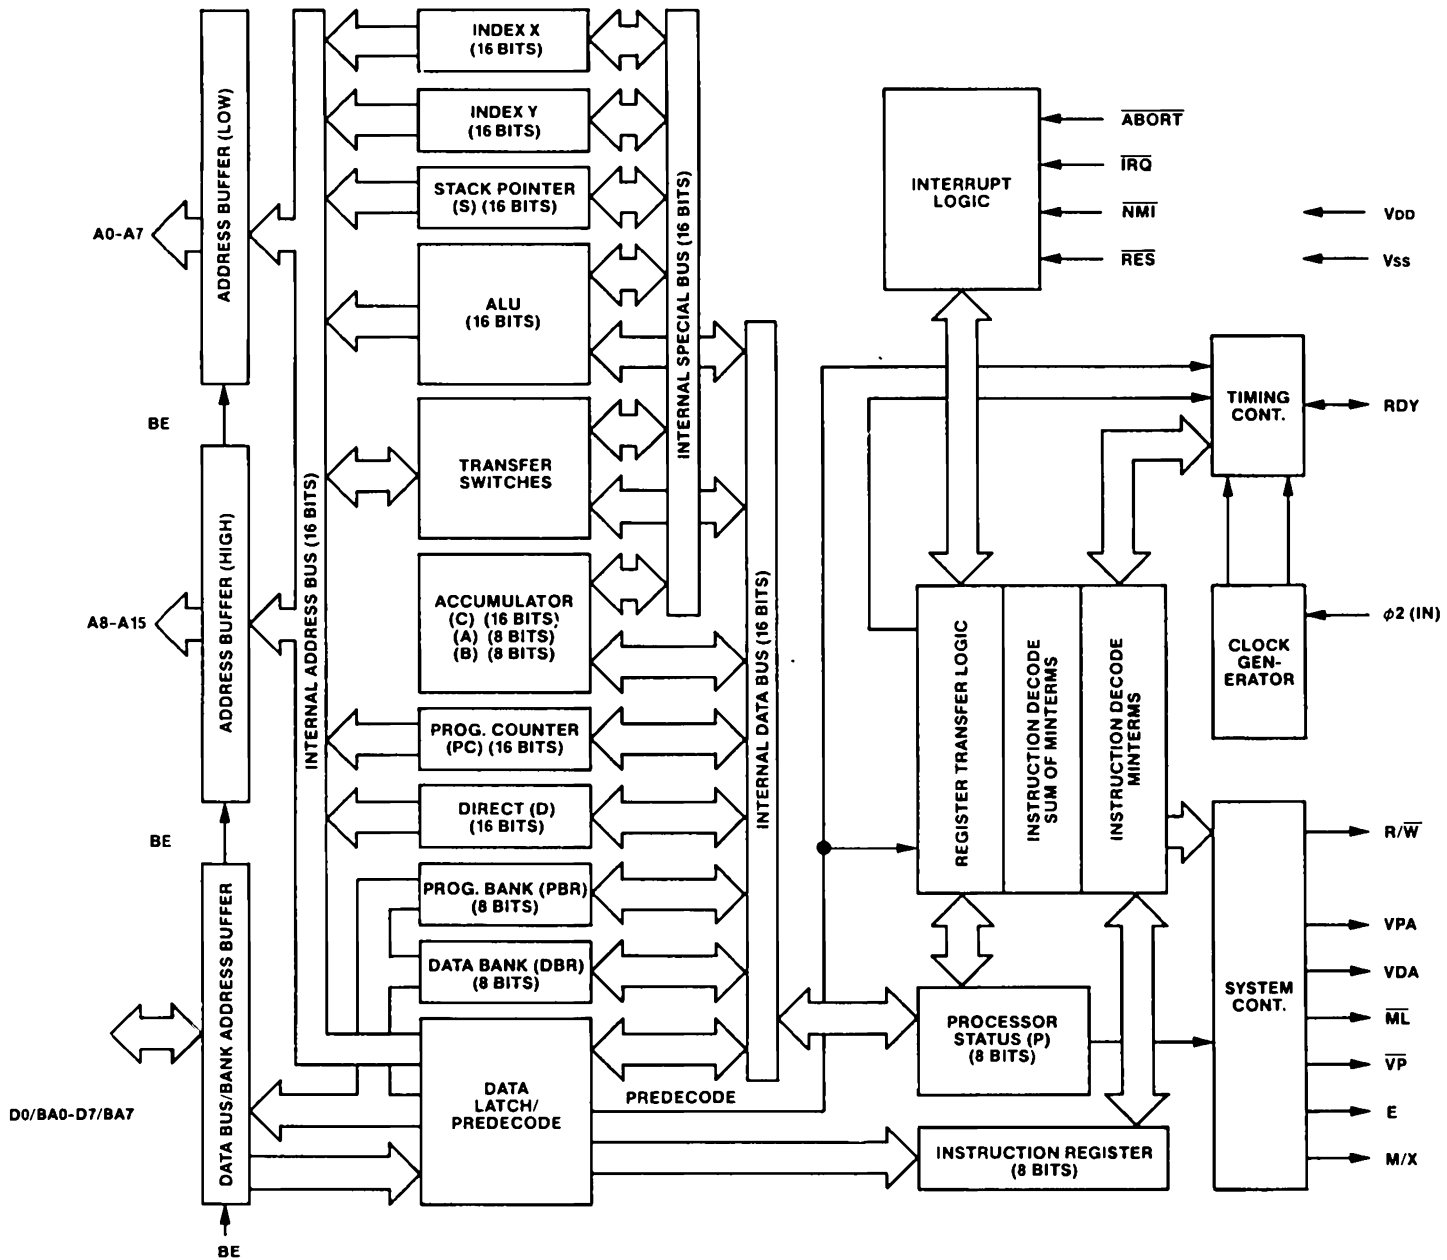 ADDRESS BUFFER (LOW)
A0-A7
BE
ADDRESS BUFFER (HIGH)
A8-A15
BE
DATA BUS/BANK ADDRESS BUFFER
D0/BA0-D7/BA7
BE
INTERNAL ADDRESS BUS (16 BITS)
INDEX X
(16 BITS)
INDEX Y
(16 BITS)
STACK POINTER
(S) (16 BITS)
ALU
(16 BITS)
TRANSFER
SWITCHES
ACCUMULATOR
(C) (16 BITS)
(A) (8 BITS)
(B) (8 BITS)
PROG. COUNTER
(PC) (16 BITS)
DIRECT (D)
(16 BITS)
PROG. BANK (PBR)
(8 BITS)
DATA BANK (DBR)
(8 BITS)
DATA
LATCH/
PREDECODE
INTERNAL SPECIAL BUS (16 BITS)
INTERNAL DATA BUS (16 BITS)
PREDECODE
INTERRUPT
LOGIC
A̅B̅O̅R̅T̅
I̅R̅Q̅
N̅M̅I̅
R̅E̅S̅
VDD
VSS
TIMING
CONT.
RDY
CLOCK
GEN-
ERATOR
ϕ2 (IN)
REGISTER TRANSFER LOGIC
INSTRUCTION DECODE
SUM OF MINTERMS
INSTRUCTION DECODE
MINTERMS
PROCESSOR
STATUS (P)
(8 BITS)
INSTRUCTION REGISTER
(8 BITS)
SYSTEM
CONT.
R/W̅
VPA
VDA
M̅L̅
V̅P̅
E
M/X